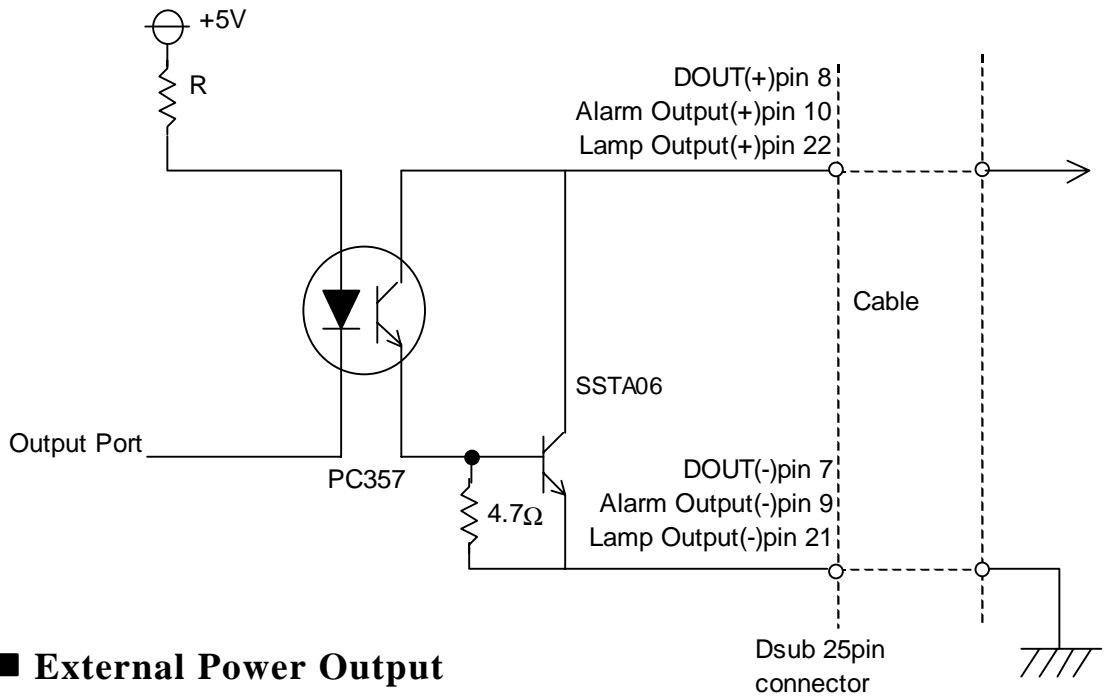 +5V
R
DOUT(+)pin 8
Alarm Output(+)pin 10
Lamp Output(+)pin 22
Cable
SSTA06
Output Port
PC357
4.7Ω
DOUT(-)pin 7
Alarm Output(-)pin 9
Lamp Output(-)pin 21
■ External Power Output
Dsub 25pin
connector